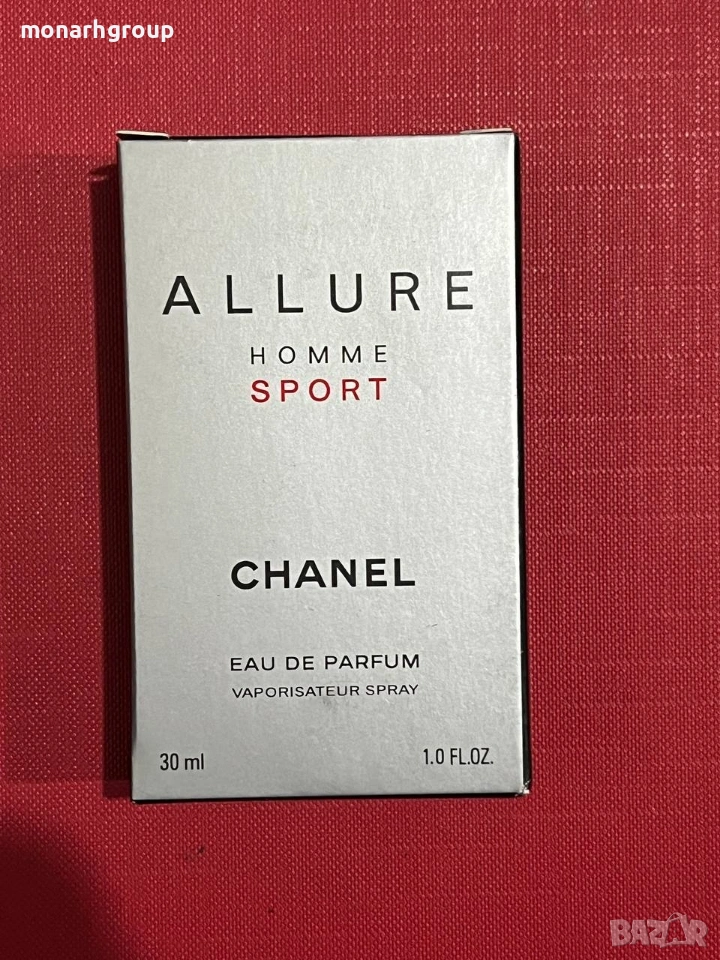 monarhgroup
ALLURE
HOMME
SPORT
CHANEL
EAU DE PARFUM
VAPORISATEUR SPRAY
30 ml 1.0 FL.OZ.
BAZAR